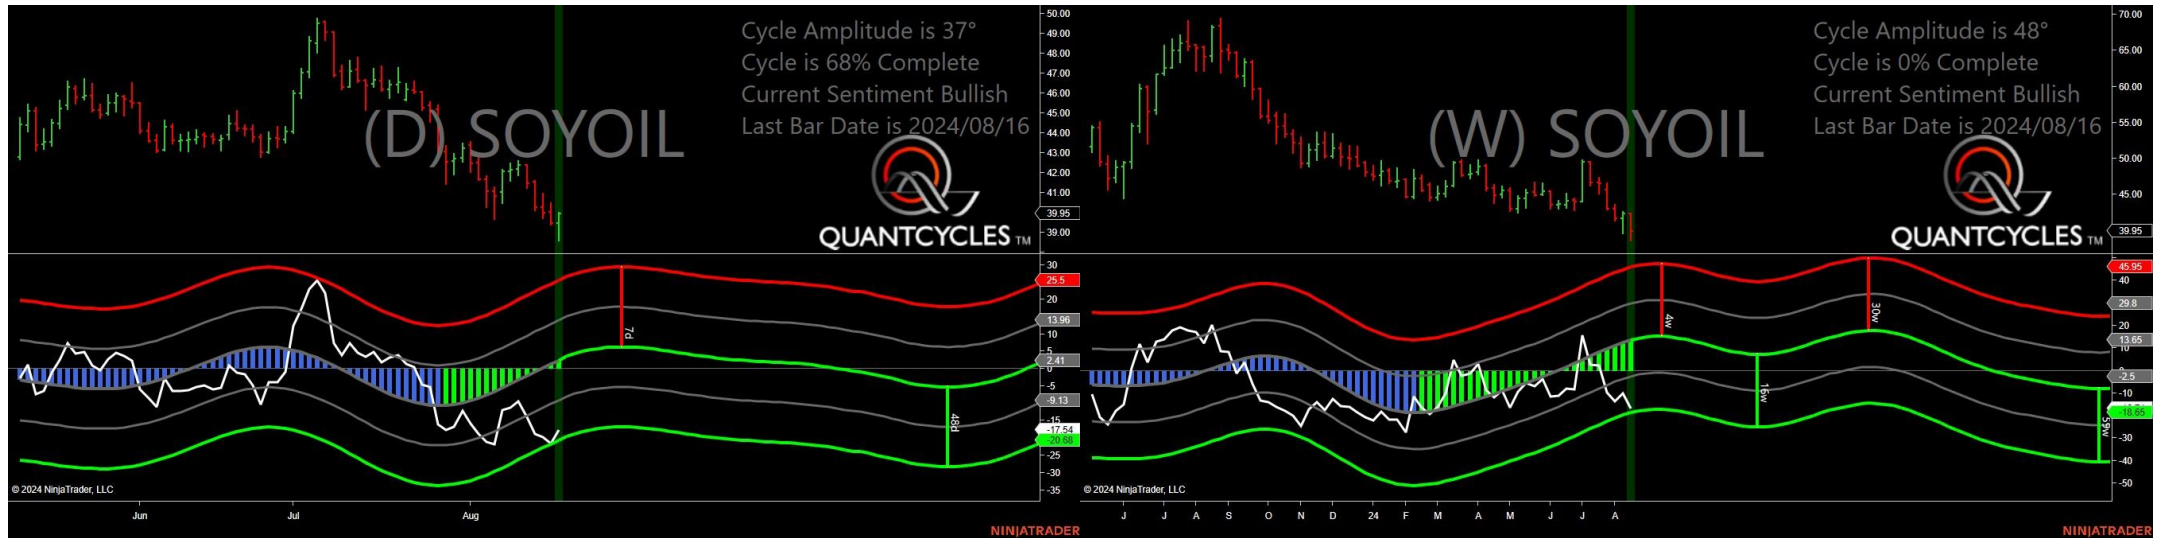 Cycle Amplitude is 37°
Cycle is 68% Complete
Current Sentiment Bullish
Last Bar Date is 2024/08/16
(D) SOYOIL
QUANTCYCLES TM
50.00
49.00
48.00
47.00
46.00
45.00
44.00
43.00
42.00
41.00
39.95
39.00
30
25.5
20
13.96
10
5
2.41
0
-5
-9.13
-15
-17.54
-20.68
-25
-30
-35
7d
48d
© 2024 NinjaTrader, LLC
Jun
Jul
Aug
NINJATRADER
Cycle Amplitude is 48°
Cycle is 0% Complete
Current Sentiment Bullish
Last Bar Date is 2024/08/16
(W) SOYOIL
QUANTCYCLES TM
70.00
65.00
60.00
55.00
50.00
45.00
39.95
45.95
40
29.8
20
13.65
10
-2.5
-10
-18.65
-30
-40
-50
4w
16w
30w
59w
© 2024 NinjaTrader, LLC
J
J
A
S
O
N
D
24
F
M
A
M
J
J
A
NINJATRADER